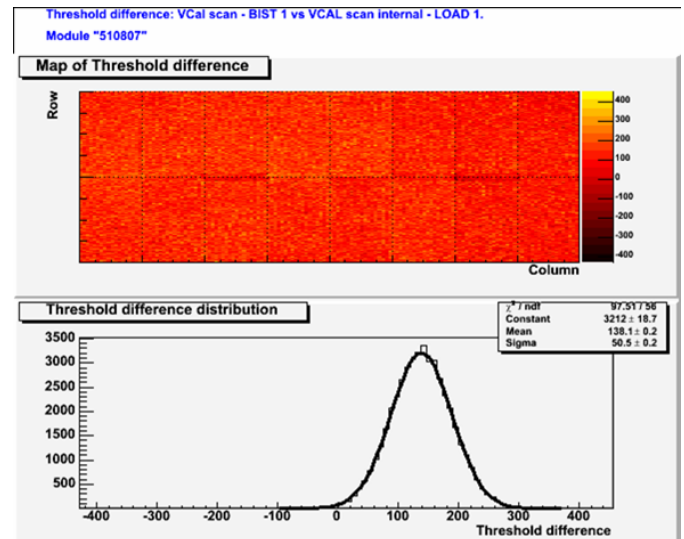 Threshold difference: VCal scan - BIST 1 vs VCAL scan internal - LOAD 1.
Module "510807"
Map of Threshold difference
Row
400
300
200
100
0
-100
-200
-300
-400
Column
Threshold difference distribution
χ² / ndf 97.51 / 56
Constant 3212 ± 18.7
Mean 138.1 ± 0.2
Sigma 50.5 ± 0.2
3500
3000
2500
2000
1500
1000
500
-400 -300 -200 -100 0 100 200 300 400
Threshold difference